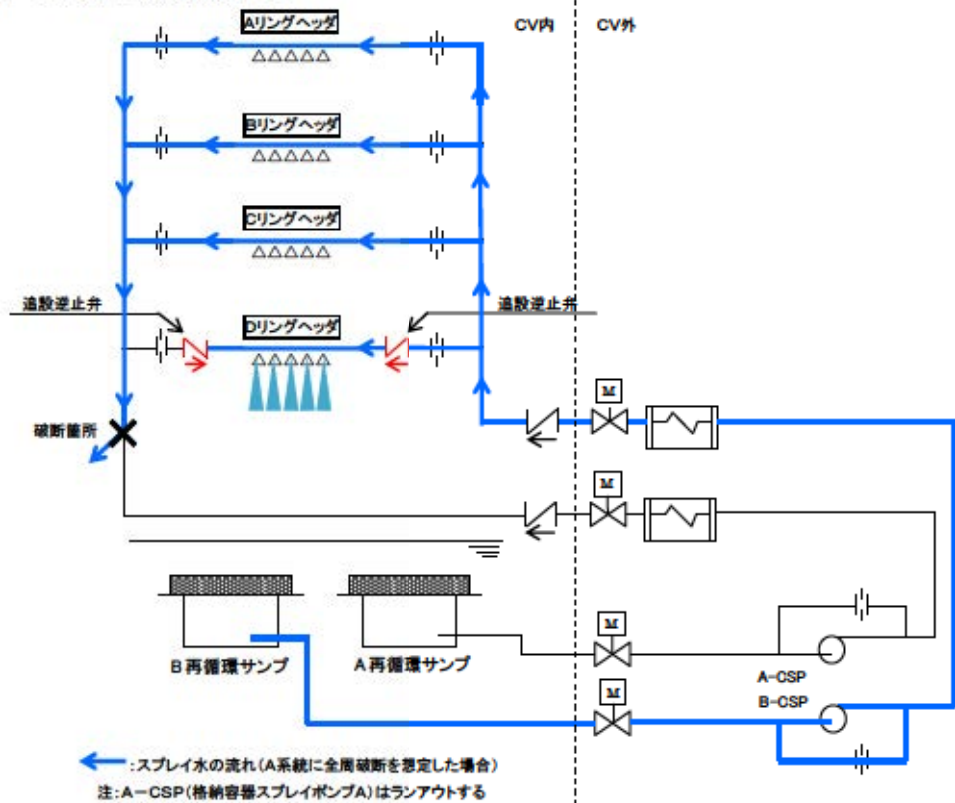 Aリングヘッダ
CV内
CV外
Bリングヘッダ
Cリングヘッダ
追設逆止弁
追設逆止弁
Dリングヘッダ
M
破断箇所
M
M
B再循環サンプ
A再循環サンプ
A-CSP
M
B-CSP
:スプレイ水の流れ(A系統に全周破断を想定した場合)
注:A-CSP(格納容器スプレイポンプA)はランアウトする